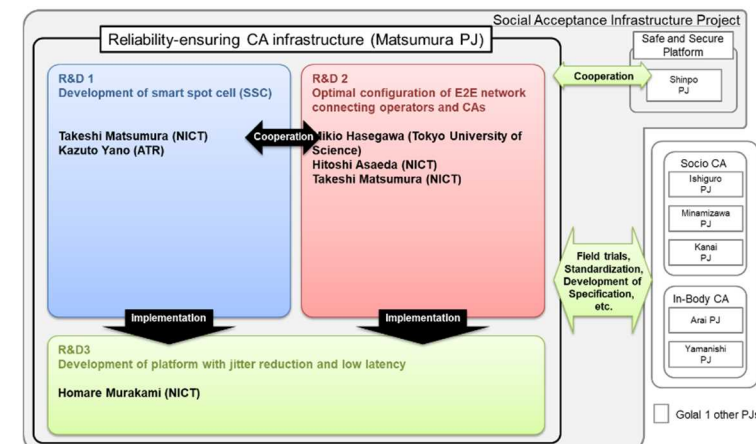 Social Acceptance Infrastructure Project
Reliability-ensuring CA infrastructure (Matsumura PJ)
R&D 1
Development of smart spot cell (SSC)
Takeshi Matsumura (NICT)
Kazuto Yano (ATR)
Cooperation
R&D 2
Optimal configuration of E2E network
connecting operators and CAs
Mikio Hasegawa (Tokyo University of
Science)
Hitoshi Asaeda (NICT)
Takeshi Matsumura (NICT)
Implementation
Implementation
R&D3
Development of platform with jitter reduction and low latency
Homare Murakami (NICT)
Cooperation
Safe and Secure
Platform
Shinpo
PJ
Field trials,
Standardization,
Development of
Specification,
etc.
Socio CA
Ishiguro
PJ
Minamizawa
PJ
Kanai
PJ
In-Body CA
Arai PJ
Yamanishi
PJ
Golal 1 other PJs